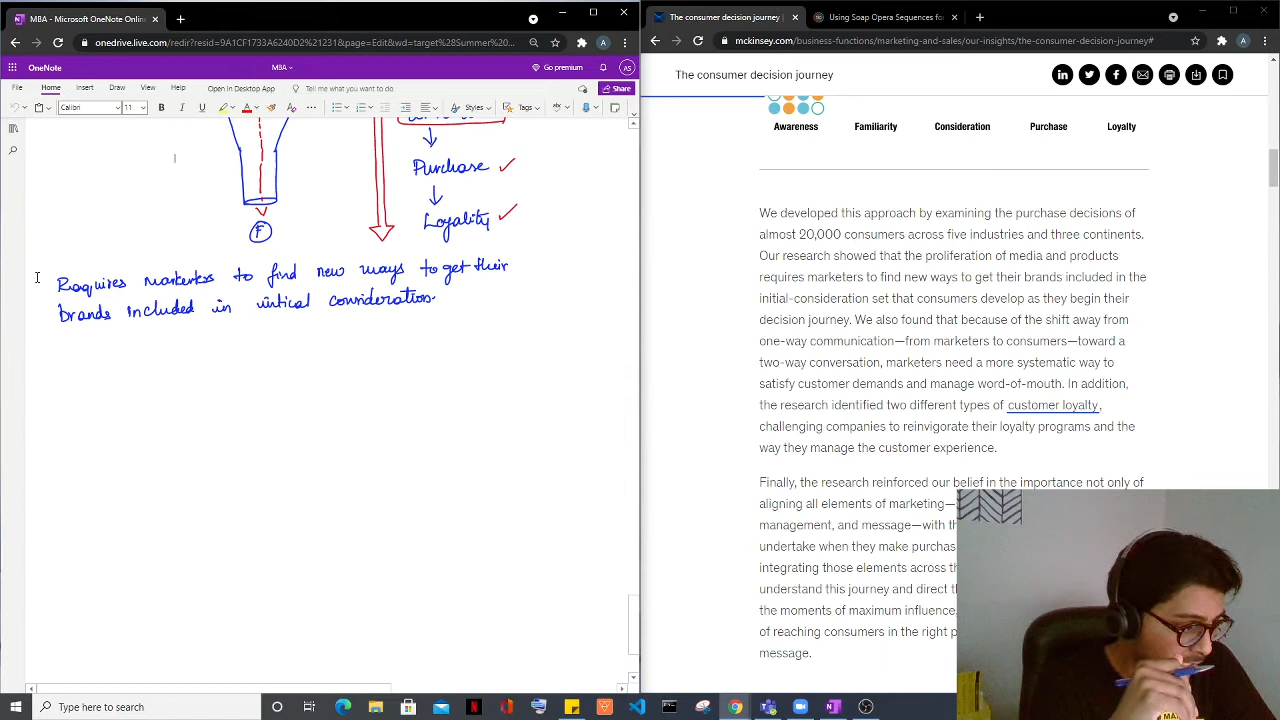 MBA - Microsoft OneNote Online
The consumer decision journey
Using Soap Opera Sequences for
onedrive.live.com/redir?resid=9A1CF1733A6240D2%21231&page=Edit&wd=target%28Summer%20...
mckinsey.com/business-functions/marketing-and-sales/our-insights/the-consumer-decision-journey#
OneNote
MBA
Go premium
AS
File Home Insert Draw View Help Open in Desktop App Tell me what you want to do Share
Calibri 11 B I U A Styles Tags
Purchase
Loyality
F
Requires marketers to find new ways to get their
brands included in initical consideration.
The consumer decision journey
Awareness Familiarity Consideration Purchase Loyalty
We developed this approach by examining the purchase decisions of
almost 20,000 consumers across five industries and three continents.
Our research showed that the proliferation of media and products
requires marketers to find new ways to get their brands included in the
initial-consideration set that consumers develop as they begin their
decision journey. We also found that because of the shift away from
one-way communication—from marketers to consumers—toward a
two-way conversation, marketers need a more systematic way to
satisfy customer demands and manage word-of-mouth. In addition,
the research identified two different types of customer loyalty,
challenging companies to reinvigorate their loyalty programs and the
way they manage the customer experience.
Finally, the research reinforced our belief in the importance not only of
aligning all elements of marketing—
management, and message—with th
undertake when they make purchas
integrating those elements across th
understand this journey and direct th
the moments of maximum influence,
of reaching consumers in the right p
message.
Type here to search